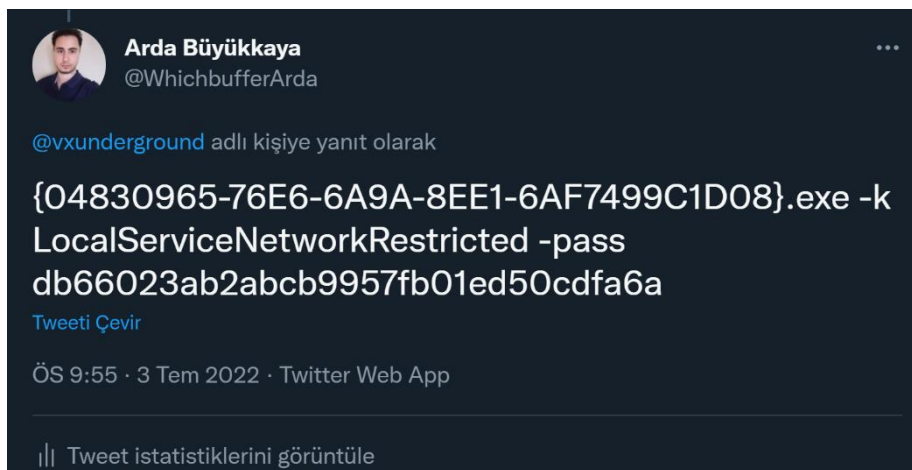 Arda Büyükkaya
@WhichbufferArda
@vxunderground adlı kişiye yanıt olarak
{04830965-76E6-6A9A-8EE1-6AF7499C1D08}.exe -k
LocalServiceNetworkRestricted -pass
db66023ab2abcb9957fb01ed50cdfa6a
Tweeti Çevir
ÖS 9:55 · 3 Tem 2022 · Twitter Web App
Tweet istatistiklerini görüntüle